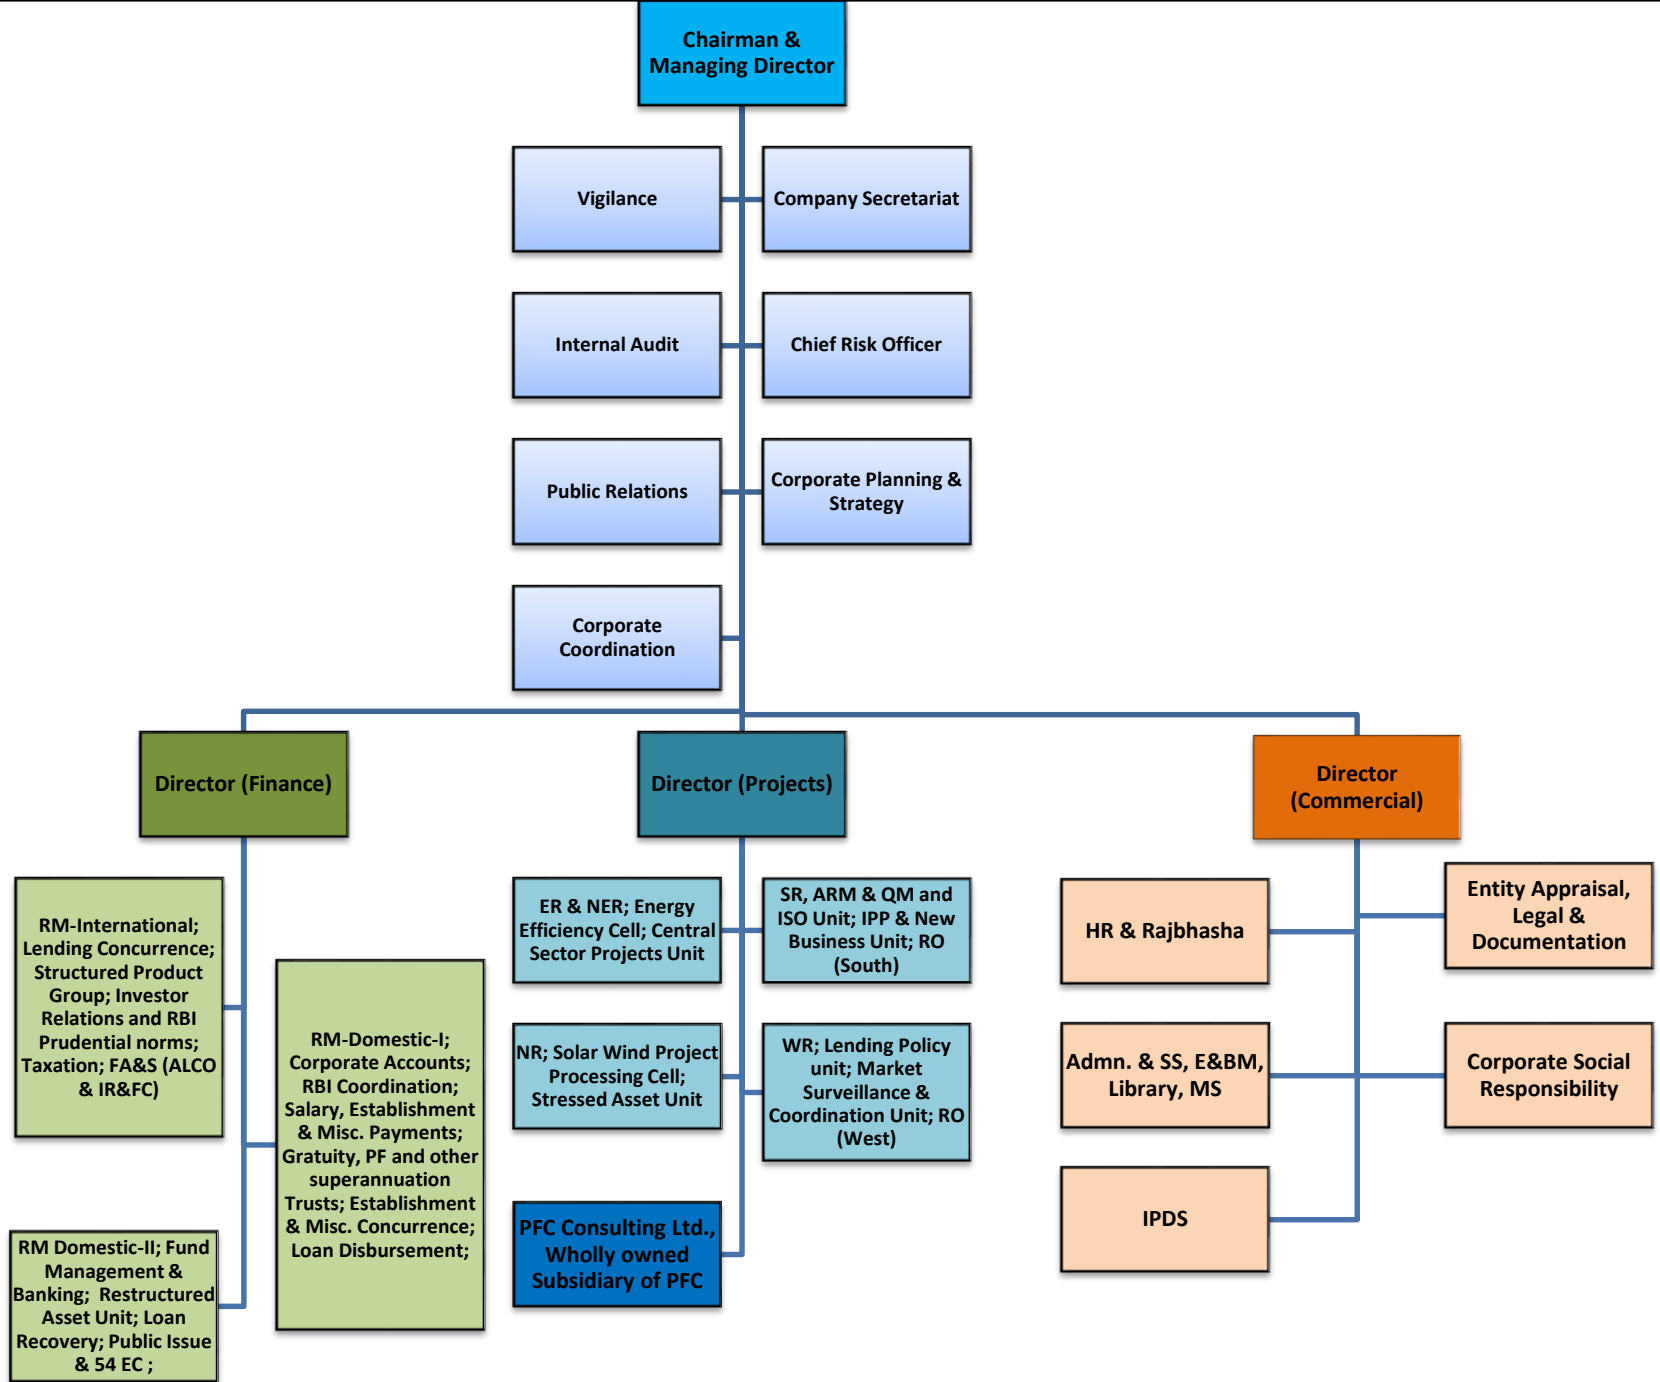 Chairman &
Managing Director
Vigilance
Company Secretariat
Internal Audit
Chief Risk Officer
Public Relations
Corporate Planning &
Strategy
Corporate
Coordination
Director (Finance)
Director (Projects)
Director
(Commercial)
RM-International;
Lending Concurrence;
Structured Product
Group; Investor
Relations and RBI
Prudential norms;
Taxation; FA&S (ALCO
& IR&FC)
RM-Domestic-I;
Corporate Accounts;
RBI Coordination;
Salary, Establishment
& Misc. Payments;
Gratuity, PF and other
superannuation
Trusts; Establishment
& Misc. Concurrence;
Loan Disbursement;
RM Domestic-II; Fund
Management &
Banking;  Restructured
Asset Unit; Loan
Recovery; Public Issue
& 54 EC ;
ER & NER; Energy
Efficiency Cell; Central
Sector Projects Unit
SR, ARM & QM and
ISO Unit; IPP & New
Business Unit; RO
(South)
NR; Solar Wind Project
Processing Cell;
Stressed Asset Unit
WR; Lending Policy
unit; Market
Surveillance &
Coordination Unit; RO
(West)
PFC Consulting Ltd.,
Wholly owned
Subsidiary of PFC
HR & Rajbhasha
Entity Appraisal,
Legal &
Documentation
Admn. & SS, E&BM,
Library, MS
Corporate Social
Responsibility
IPDS